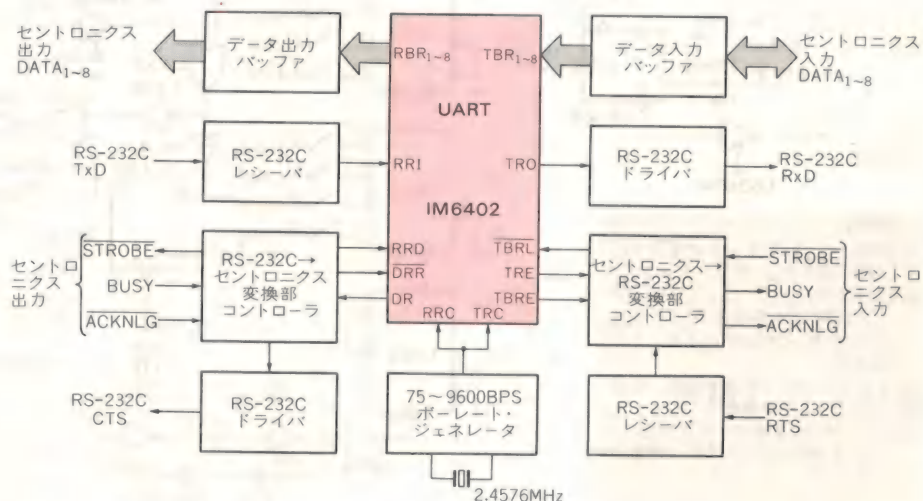 セントロニクス
出力
DATA1~8
データ出力
バッファ
RBR1~8
TBR1~8
データ入力
バッファ
セントロニクス
入力
DATA1~8
UART
IM6402
RS-232C
TxD
RS-232C
レシーバ
RRI
TRO
RS-232C
ドライバ
RS-232C
RxD
セントロ
ニクス
出力
STROBE
BUSY
ACKNLG
RS-232C→
セントロニクス
変換部
コントローラ
RRD
DRR
DR
RRC
TRC
TBRL
TRE
TBRE
セントロニクス→
RS-232C
変換部
コントローラ
STROBE
BUSY
ACKNLG
セントロ
ニクス
入力
RS-232C
CTS
RS-232C
ドライバ
75～9600BPS
ボーレート・
ジェネレータ
2.4576MHz
RS-232C
レシーバ
RS-232C
RTS